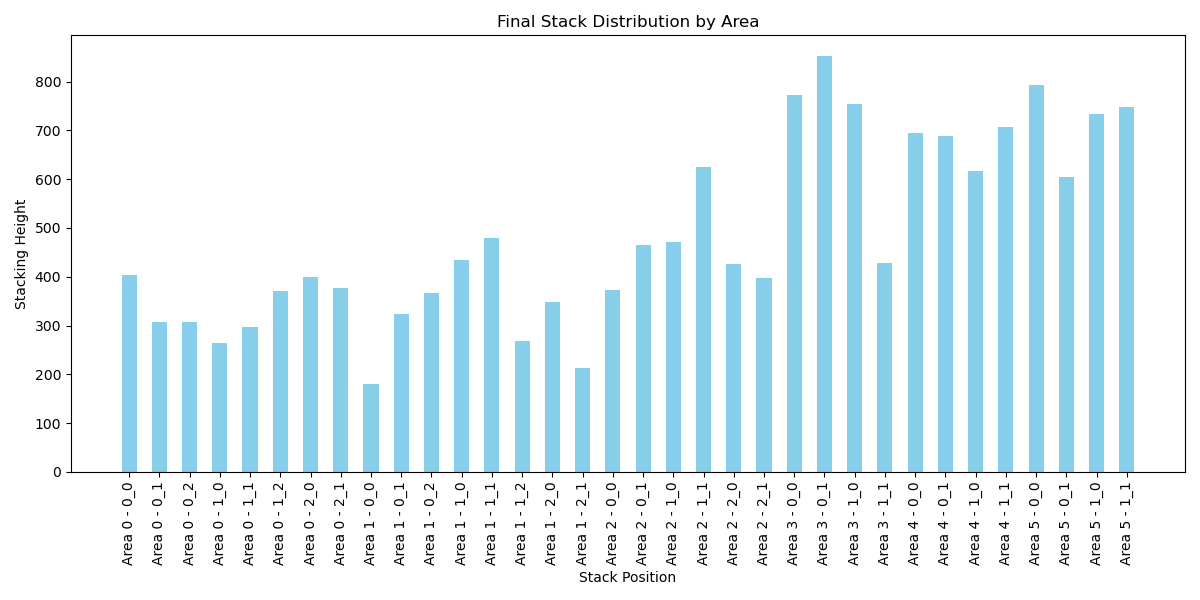 Final Stack Distribution by Area
Stacking Height
800
700
600
500
400
300
200
100
0
Area 0 - 0_0
Area 0 - 0_1
Area 0 - 0_2
Area 0 - 1_0
Area 0 - 1_1
Area 0 - 1_2
Area 0 - 2_0
Area 0 - 2_1
Area 1 - 0_0
Area 1 - 0_1
Area 1 - 0_2
Area 1 - 1_0
Area 1 - 1_1
Area 1 - 1_2
Area 1 - 2_0
Area 1 - 2_1
Area 2 - 0_0
Area 2 - 0_1
Area 2 - 1_0
Area 2 - 1_1
Area 2 - 2_0
Area 2 - 2_1
Area 3 - 0_0
Area 3 - 0_1
Area 3 - 1_0
Area 3 - 1_1
Area 4 - 0_0
Area 4 - 0_1
Area 4 - 1_0
Area 4 - 1_1
Area 5 - 0_0
Area 5 - 0_1
Area 5 - 1_0
Area 5 - 1_1
Stack Position